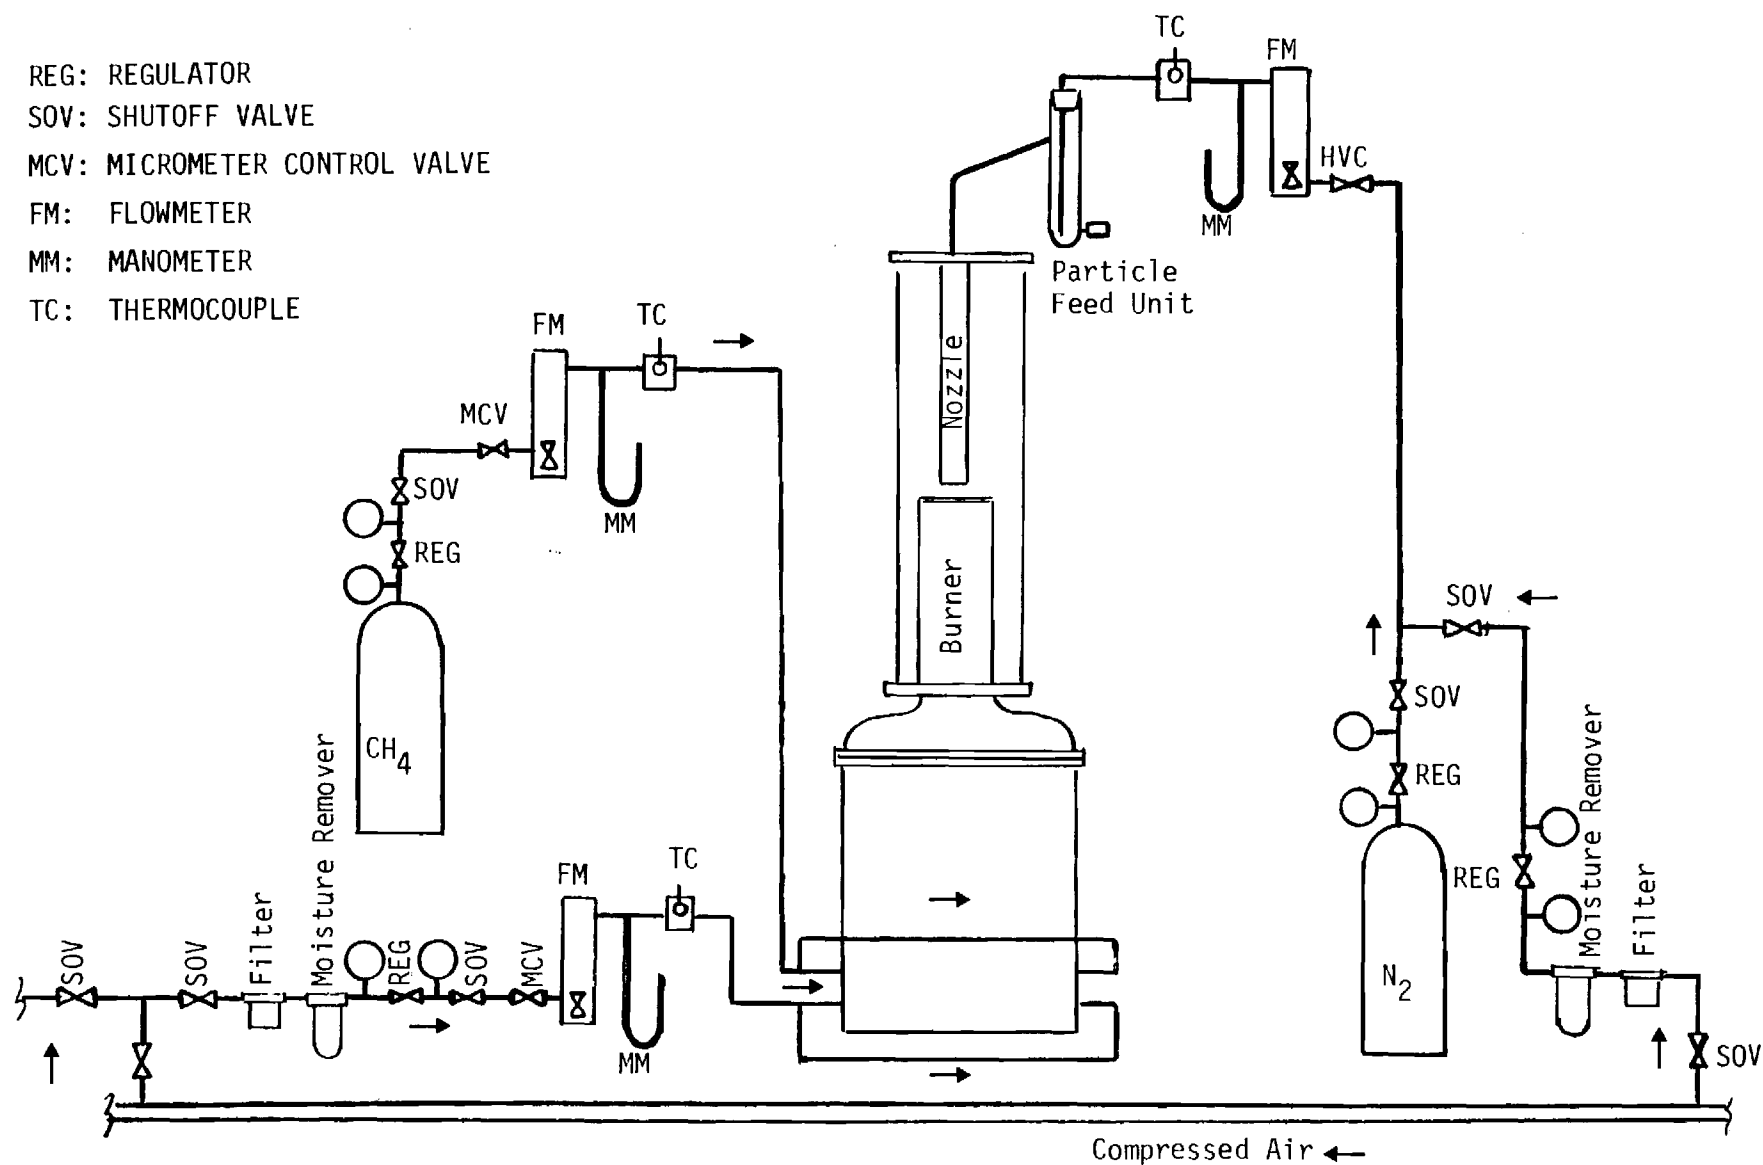 REG: REGULATOR
SOV: SHUTOFF VALVE
MCV: MICROMETER CONTROL VALVE
FM: FLOWMETER
MM: MANOMETER
TC: THERMOCOUPLE
TC
FM
HVC
MM
Particle
Feed Unit
Nozzle
Burner
FM
TC
MCV
SOV
MM
REG
CH4
SOV
SOV
REG
N2
REG
Moisture Remover
Filter
SOV
SOV
SOV
Filter
Moisture Remover
REG
SOV
MCV
FM
TC
MM
Compressed Air